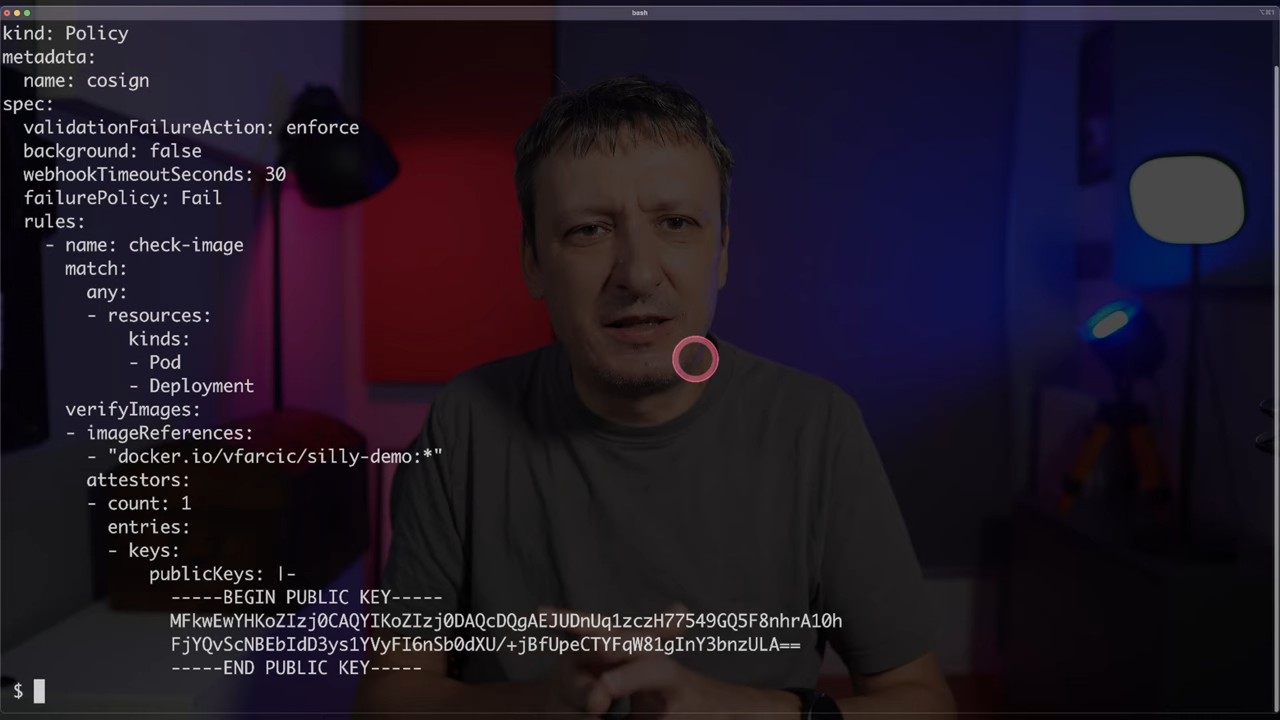 bash
⌥⌘1
kind: Policy
metadata:
  name: cosign
spec:
  validationFailureAction: enforce
  background: false
  webhookTimeoutSeconds: 30
  failurePolicy: Fail
  rules:
    - name: check-image
      match:
        any:
        - resources:
            kinds:
            - Pod
            - Deployment
      verifyImages:
      - imageReferences:
        - "docker.io/vfarcic/silly-demo:*"
        attestors:
        - count: 1
          entries:
          - keys:
              publicKeys: |-
                -----BEGIN PUBLIC KEY-----
                MFkwEwYHKoZIzj0CAQYIKoZIzj0DAQcDQgAEJUDnUq1zczH77549GQ5F8nhrA10h
                FjYQvScNBEbIdD3ys1YVyFI6nSb0dXU/+jBfUpeCTYFqW81gInY3bnzULA==
                -----END PUBLIC KEY-----
$